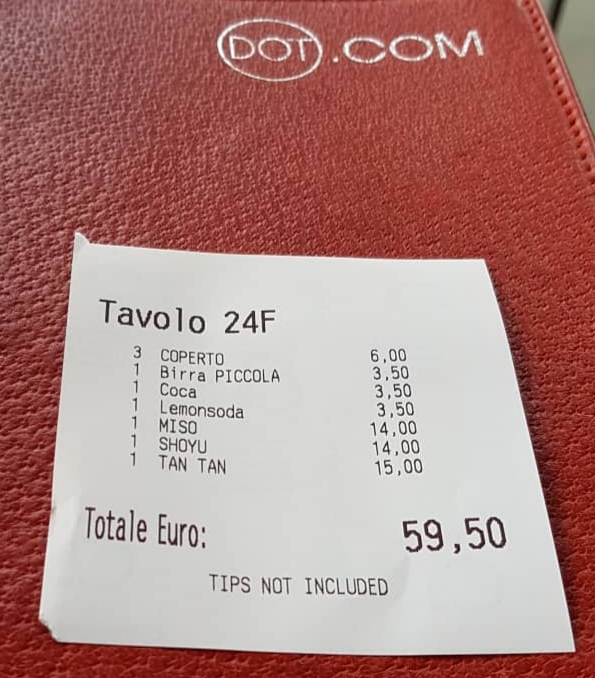 DOT.COM
Tavolo 24F
3 COPERTO 6,00
1 Birra PICCOLA 3,50
1 Coca 3,50
1 Lemonsoda 3,50
1 MISO 14,00
1 SHOYU 14,00
1 TAN TAN 15,00
Totale Euro: 59,50
TIPS NOT INCLUDED